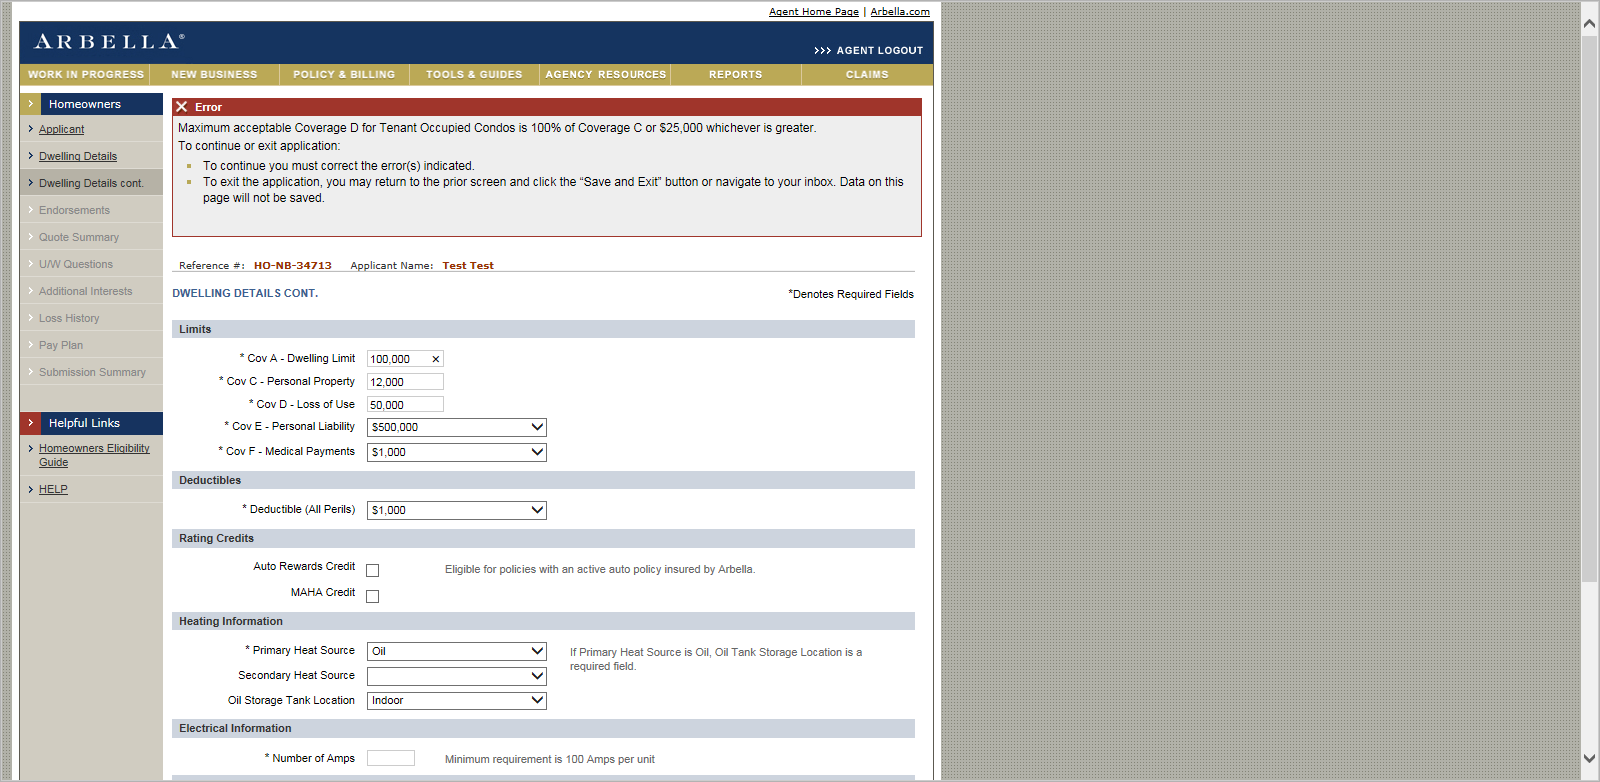 Agent Home Page | Arbella.com
ARBELLA®
>>> AGENT LOGOUT
WORK IN PROGRESS NEW BUSINESS POLICY & BILLING TOOLS & GUIDES AGENCY RESOURCES REPORTS CLAIMS
Homeowners
Applicant
Dwelling Details
Dwelling Details cont.
Endorsements
Quote Summary
U/W Questions
Additional Interests
Loss History
Pay Plan
Submission Summary
Helpful Links
Homeowners Eligibility
Guide
HELP
Error
Maximum acceptable Coverage D for Tenant Occupied Condos is 100% of Coverage C or $25,000 whichever is greater.
To continue or exit application:
To continue you must correct the error(s) indicated.
To exit the application, you may return to the prior screen and click the “Save and Exit” button or navigate to your inbox. Data on this
page will not be saved.
Reference #: HO-NB-34713 Applicant Name: Test Test
DWELLING DETAILS CONT.
*Denotes Required Fields
Limits
* Cov A - Dwelling Limit 100,000
* Cov C - Personal Property 12,000
* Cov D - Loss of Use 50,000
* Cov E - Personal Liability $500,000
* Cov F - Medical Payments $1,000
Deductibles
* Deductible (All Perils) $1,000
Rating Credits
Auto Rewards Credit Eligible for policies with an active auto policy insured by Arbella.
MAHA Credit
Heating Information
* Primary Heat Source Oil If Primary Heat Source is Oil, Oil Tank Storage Location is a
required field.
Secondary Heat Source
Oil Storage Tank Location Indoor
Electrical Information
* Number of Amps Minimum requirement is 100 Amps per unit